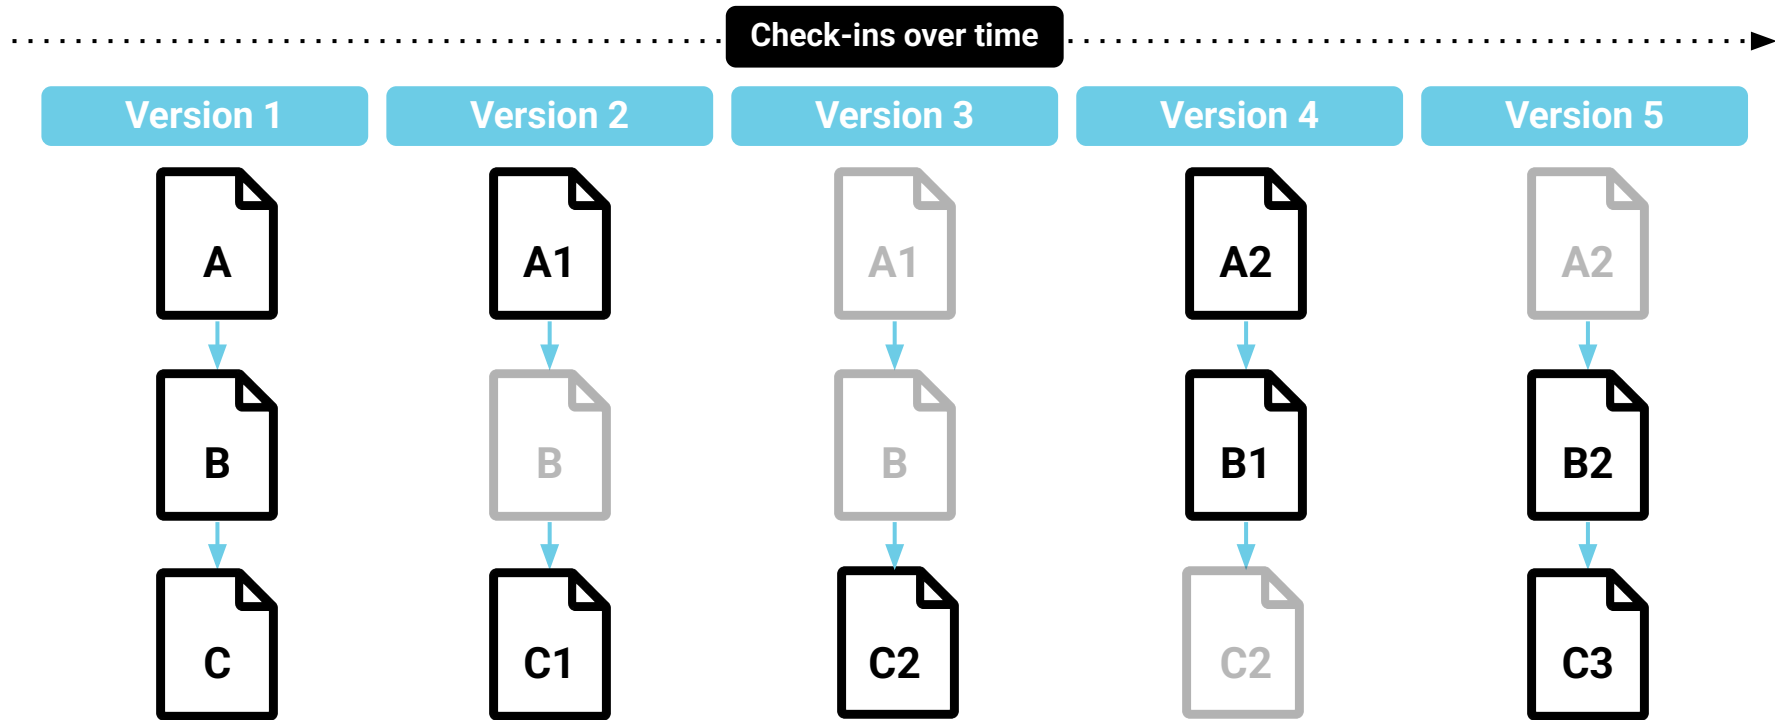 Check-ins over time
Version 1 Version 2 Version 3 Version 4 Version 5
A A1 A1 A2 A2
B B B B1 B2
C C1 C2 C2 C3